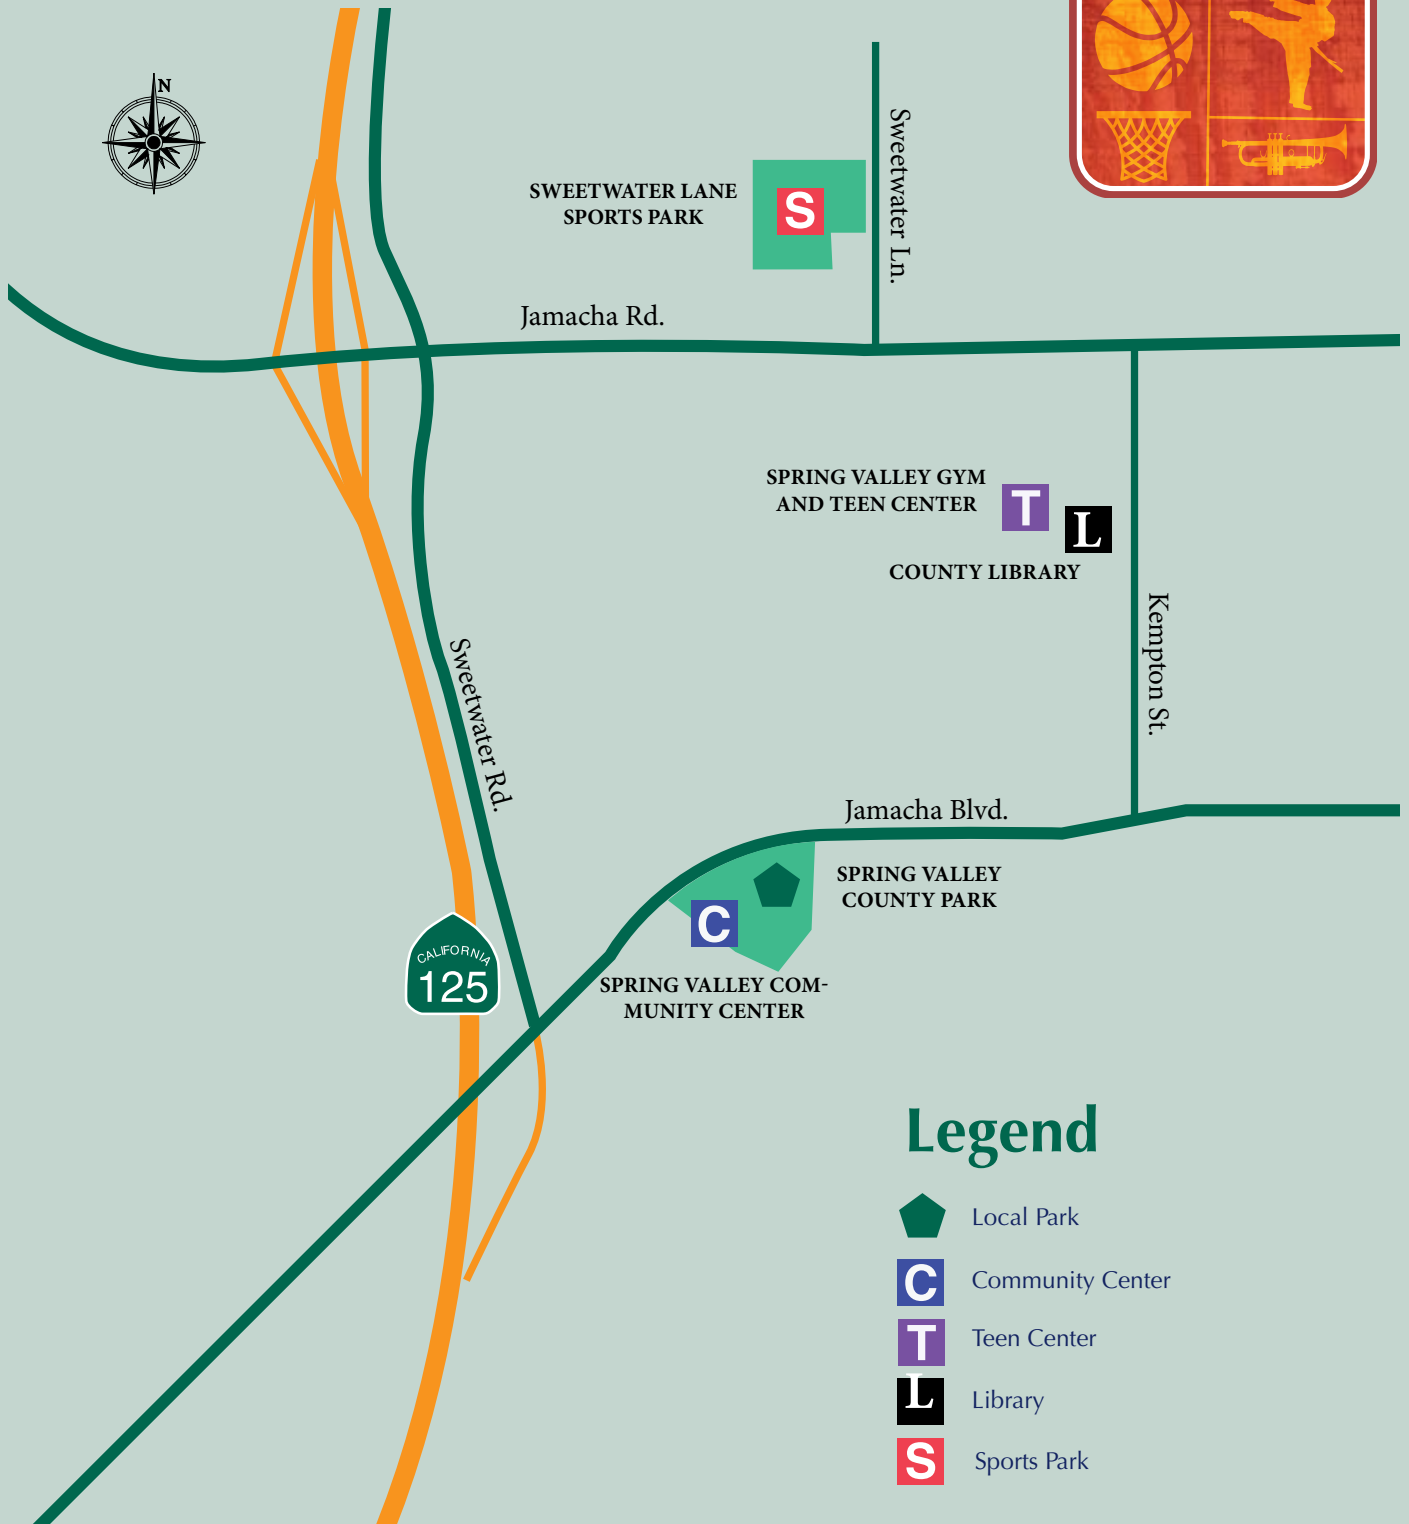 N
SWEETWATER LANE
SPORTS PARK
S
Sweetwater Ln.
Jamacha Rd.
SPRING VALLEY GYM
AND TEEN CENTER
T
L
COUNTY LIBRARY
Kempton St.
Sweetwater Rd.
Jamacha Blvd.
SPRING VALLEY
COUNTY PARK
C
CALIFORNIA
125
SPRING VALLEY COM-
MUNITY CENTER
Legend
Local Park
C Community Center
T Teen Center
L Library
S Sports Park